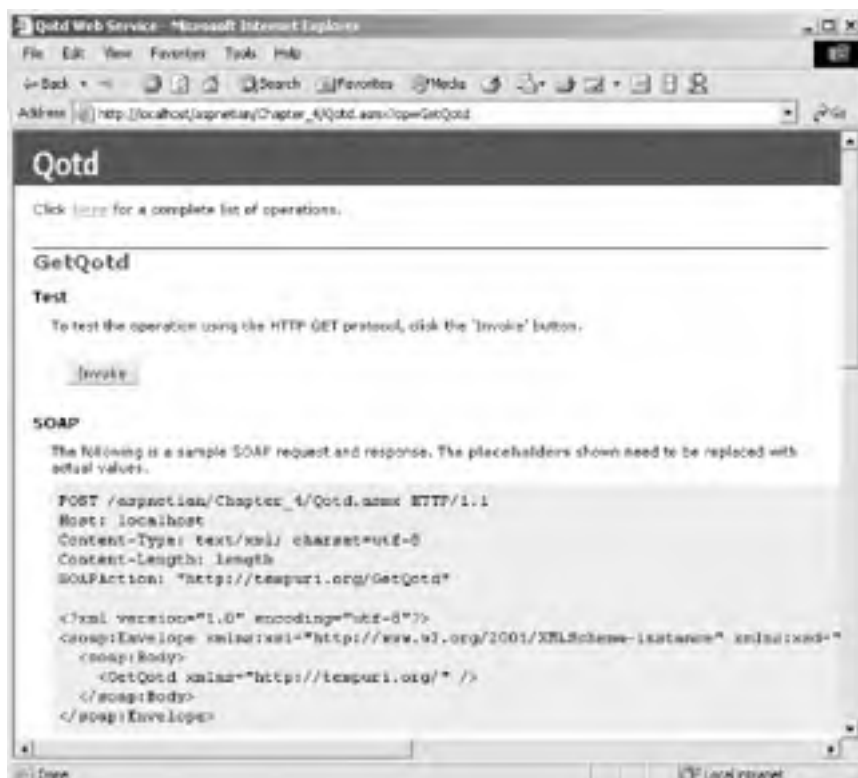 Qotd Web Service - Microsoft Internet Explorer
File Edit View Favorites Tools Help
Back Search Favorites Media
Address http://localhost/aspnetian/Chapter_4/Qotd.asmx?op=GetQotd Go
Qotd
Click here for a complete list of operations.
GetQotd
Test
To test the operation using the HTTP GET protocol, click the 'Invoke' button.
Invoke
SOAP
The following is a sample SOAP request and response. The placeholders shown need to be replaced with
actual values.
POST /aspnetian/Chapter_4/Qotd.asmx HTTP/1.1
Host: localhost
Content-Type: text/xml; charset=utf-8
Content-Length: length
SOAPAction: "http://tempuri.org/GetQotd"
<?xml version="1.0" encoding="utf-8"?>
<soap:Envelope xmlns:xsi="http://www.w3.org/2001/XMLSchema-instance" xmlns:xsd="
<soap:Body>
<GetQotd xmlns="http://tempuri.org/" />
</soap:Body>
</soap:Envelope>
Done Local intranet